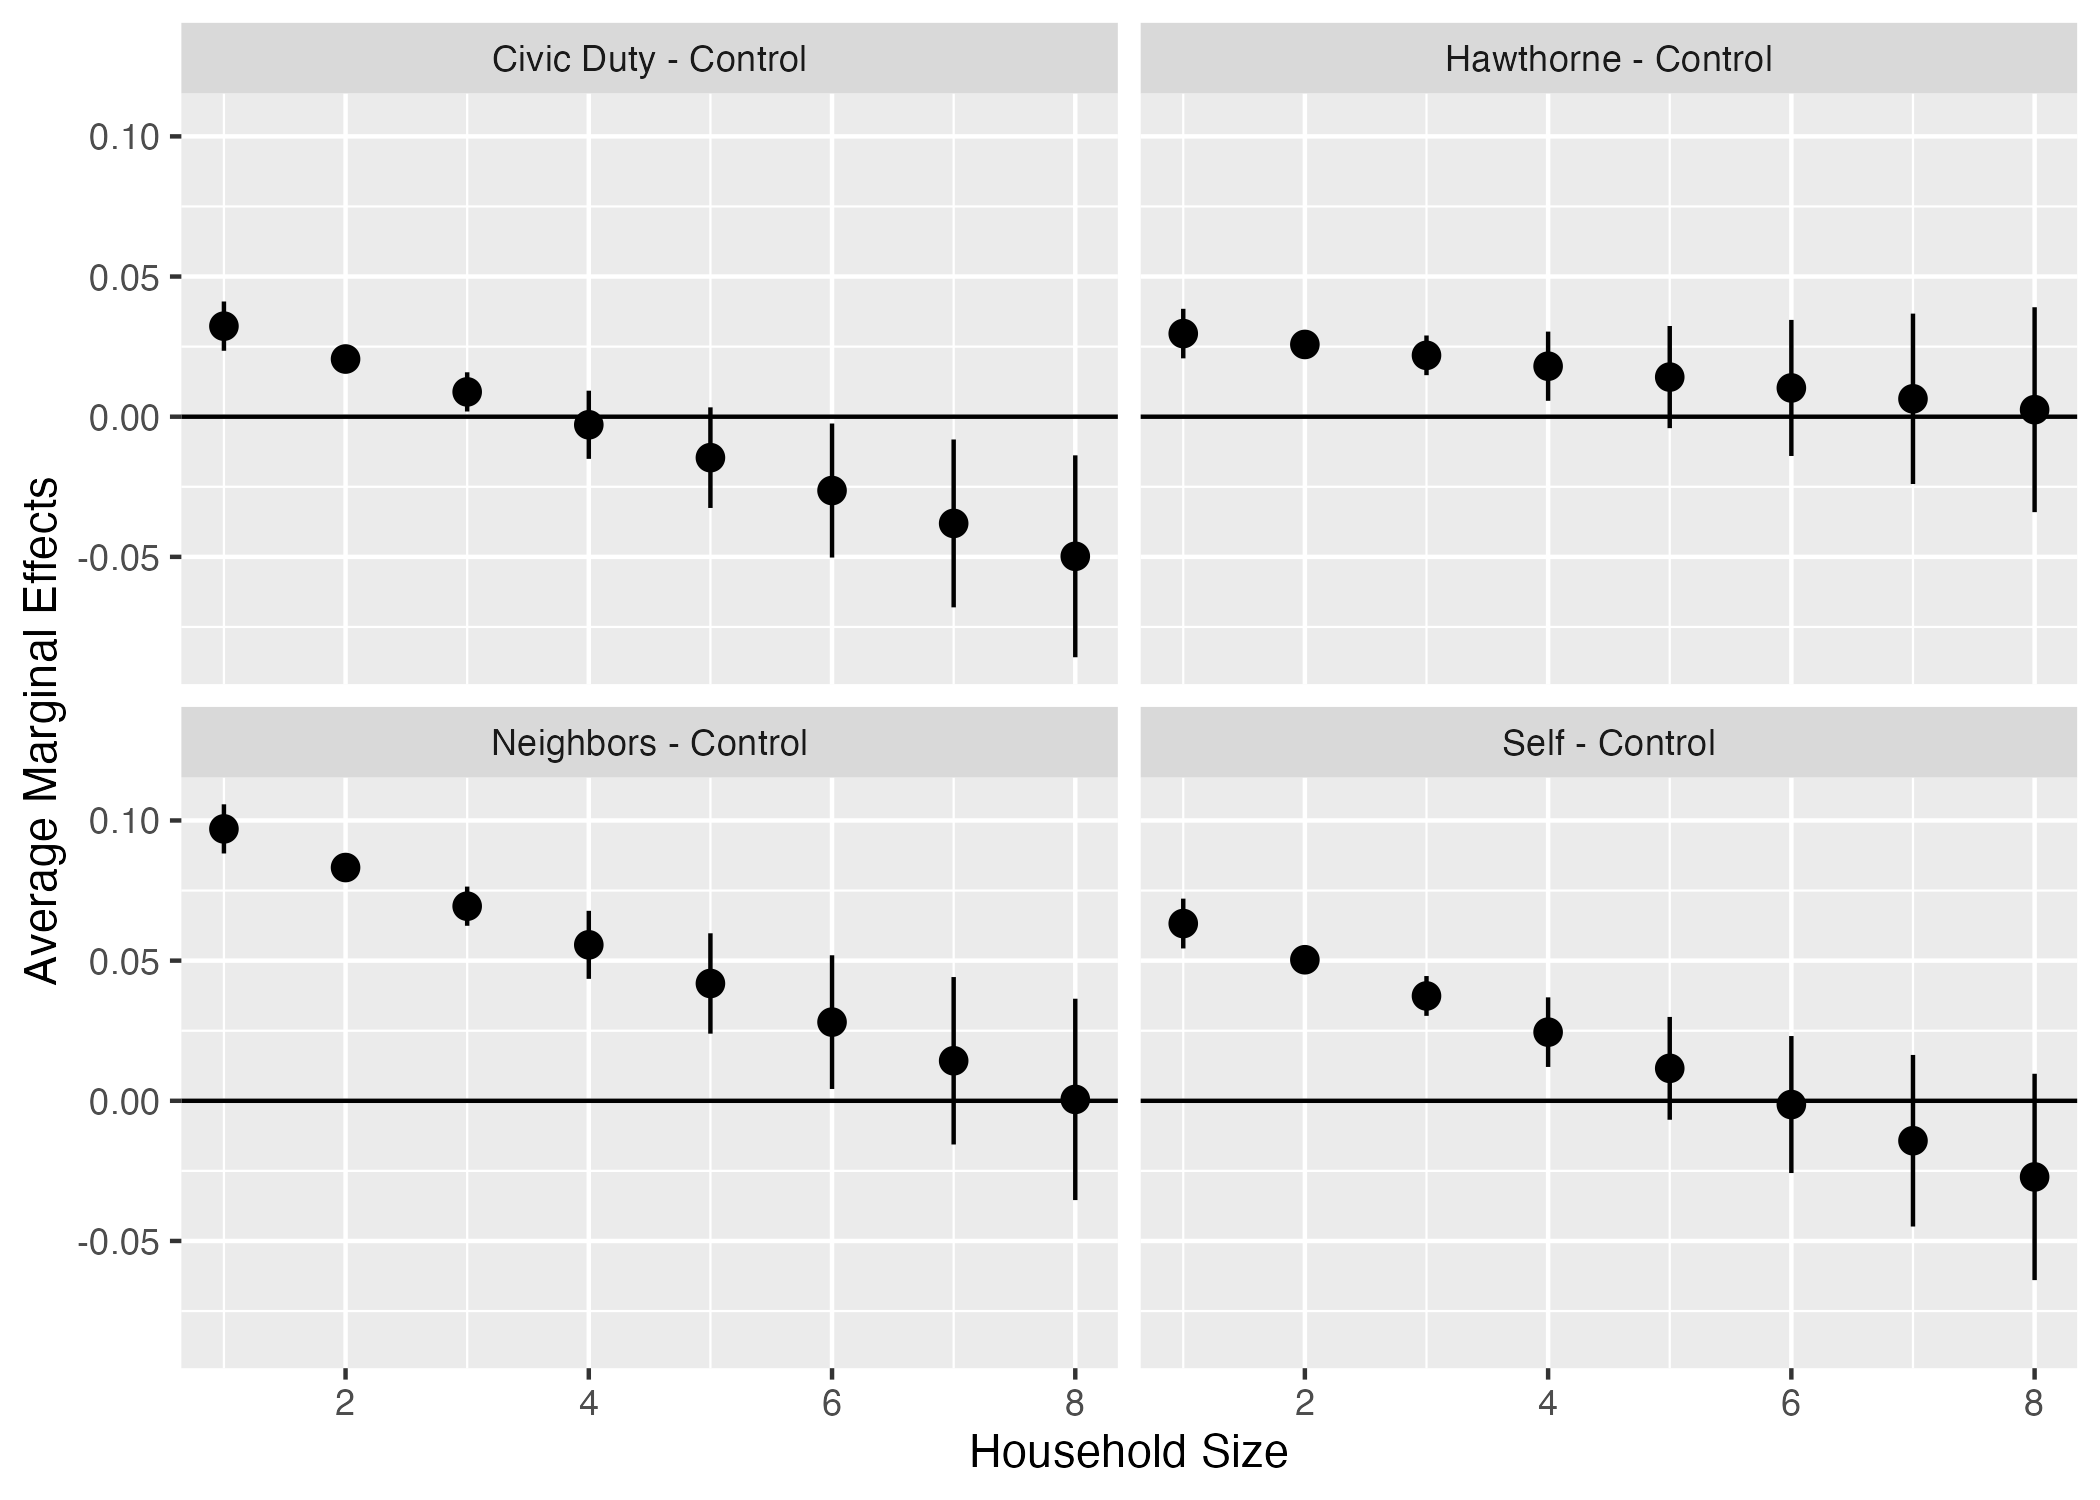 Civic Duty - Control
Hawthorne - Control
0.10
0.05
0.00
-0.05
Neighbors - Control
Self - Control
0.10
0.05
0.00
-0.05
2
4
6
8
2
4
6
8
Household Size
Average Marginal Effects